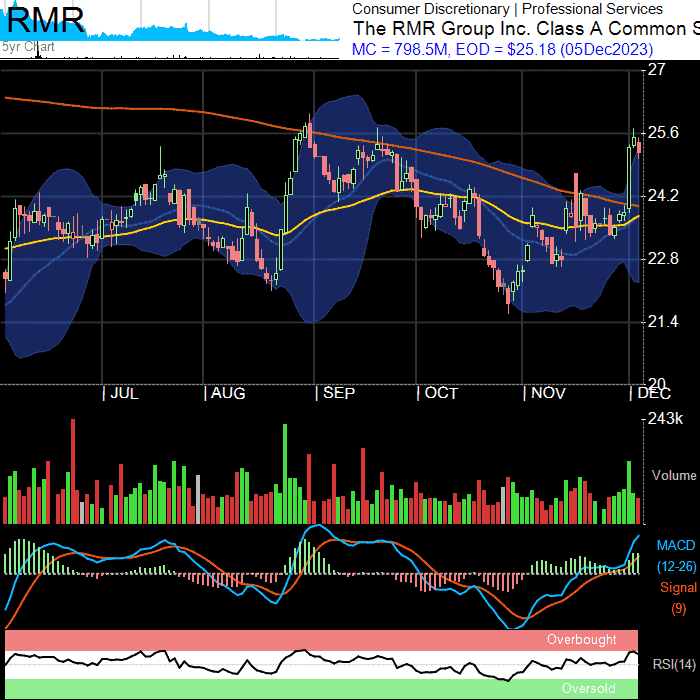 RMR
5yr Chart
Consumer Discretionary | Professional Services
The RMR Group Inc. Class A Common S
MC = 798.5M, EOD = $25.18 (05Dec2023)
27
25.6
24.2
22.8
21.4
20
JUL
AUG
SEP
OCT
NOV
DEC
243k
Volume
MACD
(12-26)
Signal
(9)
Overbought
RSI(14)
Oversold